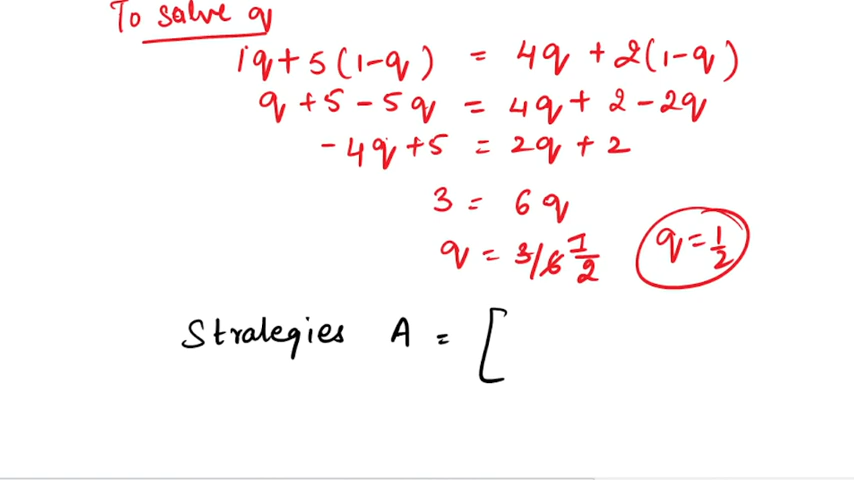 To solve q
1q + 5 (1-q) = 4q + 2(1-q)
q + 5 - 5q = 4q + 2 - 2q
- 4q + 5 = 2q + 2
3 = 6 q
q = 3/6 1/2 q = 1/2
Strategies A = [